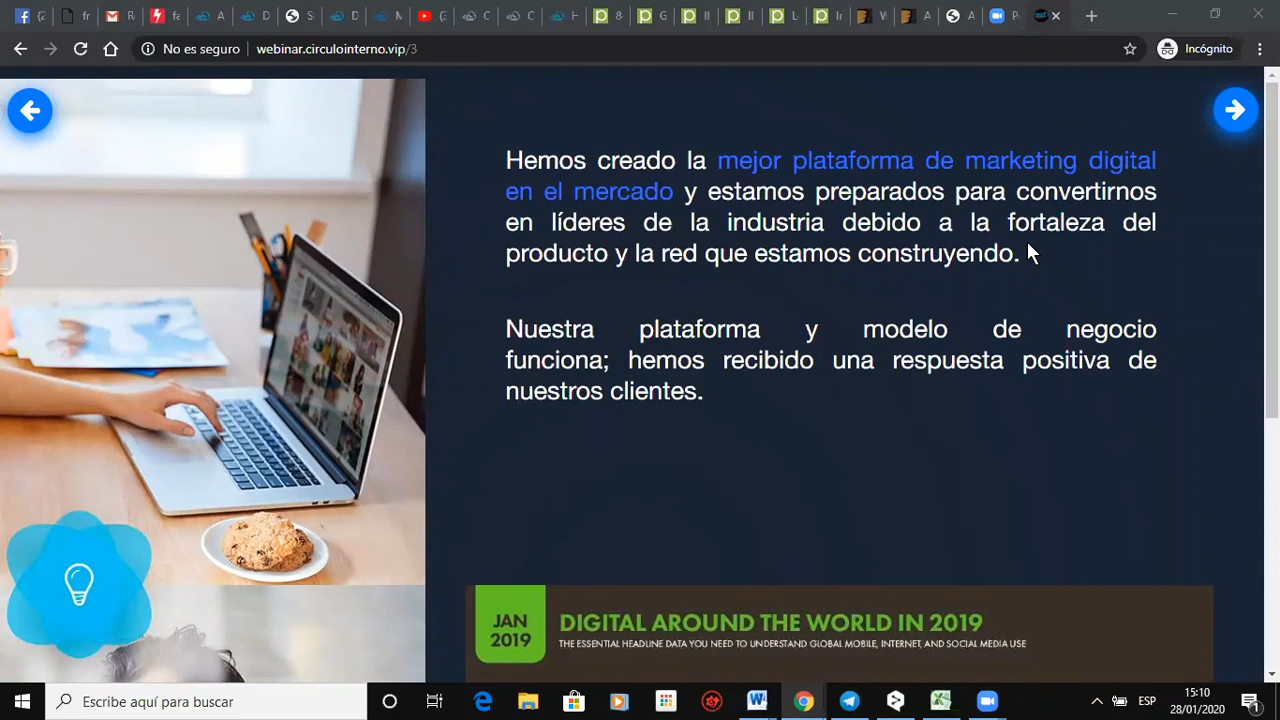 No es seguro
webinar.circulointerno.vip/3
Incógnito
Hemos creado la mejor plataforma de marketing digital
en el mercado y estamos preparados para convertirnos
en líderes de la industria debido a la fortaleza del
producto y la red que estamos construyendo.
Nuestra plataforma y modelo de negocio
funciona; hemos recibido una respuesta positiva de
nuestros clientes.
JAN
2019
DIGITAL AROUND THE WORLD IN 2019
THE ESSENTIAL HEADLINE DATA YOU NEED TO UNDERSTAND GLOBAL MOBILE, INTERNET, AND SOCIAL MEDIA USE
Escribe aquí para buscar
ESP
15:10
28/01/2020